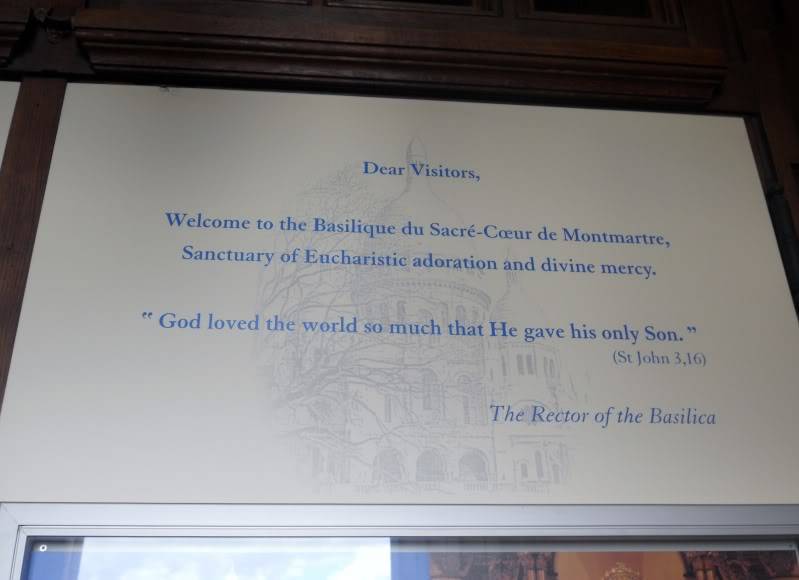 Dear Visitors,
Welcome to the Basilique du Sacré-Cœur de Montmartre,
Sanctuary of Eucharistic adoration and divine mercy.
“ God loved the world so much that He gave his only Son. ”
(St John 3,16)
The Rector of the Basilica